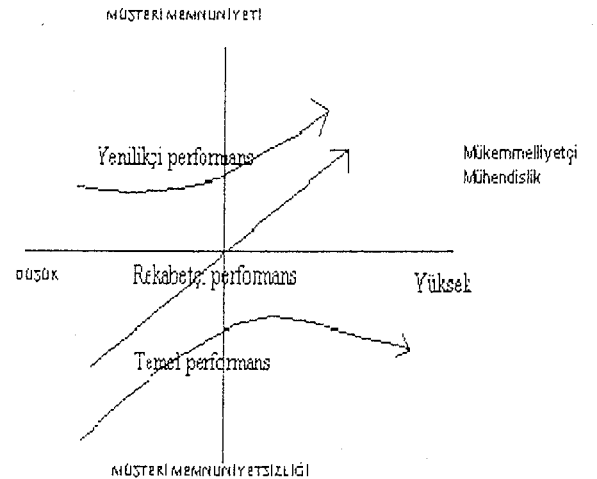 MÜŞTERİ MEMNUNİYETİ
Yenilikçi performans
Mükemmelliyetçi
Mühendislik
DÜŞÜK
Rekabetçi performans
Yüksek
Temel performans
MÜŞTERİ MEMNUNİYETSİZLİĞİ